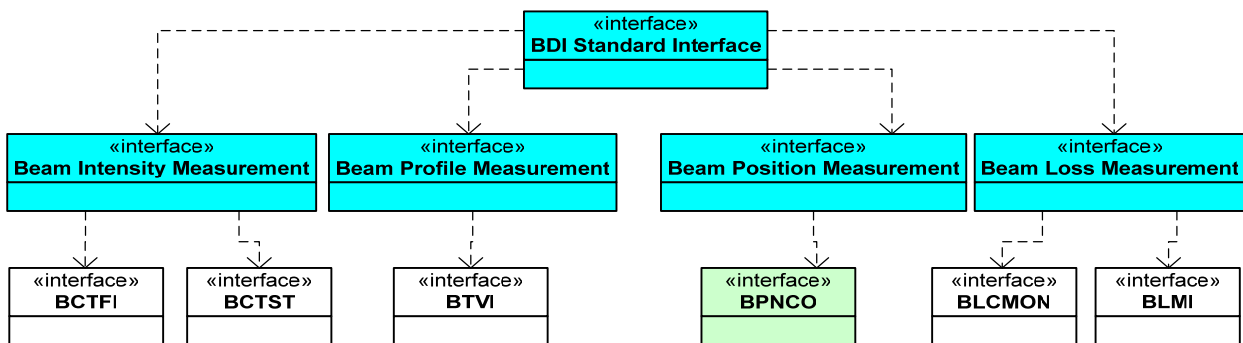 «interface»
BDI Standard Interface
«interface»
Beam Intensity Measurement
«interface»
Beam Profile Measurement
«interface»
Beam Position Measurement
«interface»
Beam Loss Measurement
«interface»
BCTFI
«interface»
BCTST
«interface»
BTVI
«interface»
BPNCO
«interface»
BLCMON
«interface»
BLMI